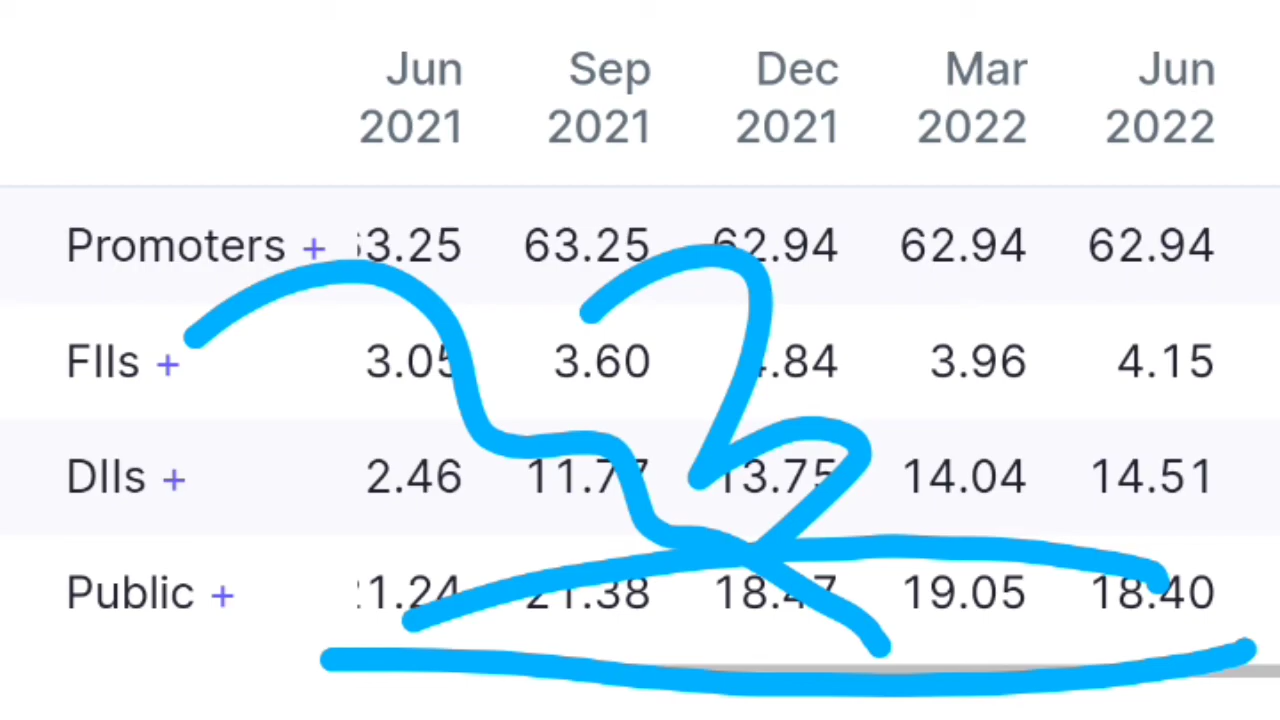 Jun Sep Dec Mar Jun
2021 2021 2021 2022 2022
Promoters + 3.25 63.25 62.94 62.94 62.94
FIIs + 3.05 3.60 .84 3.96 4.15
DIIs + 2.46 11.77 13.75 14.04 14.51
Public + 1.24 21.38 18.47 19.05 18.40